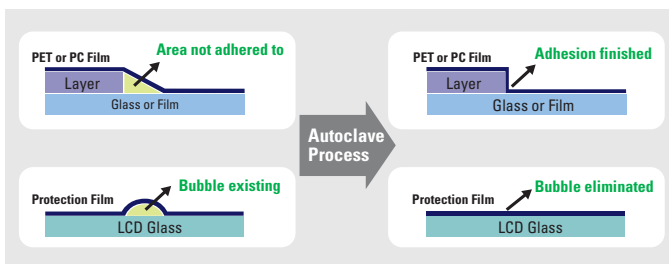 PET or PC Film
Area not adhered to
Layer
Glass or Film
Protection Film
Bubble existing
LCD Glass
Autoclave
Process
PET or PC Film
Adhesion finished
Layer
Glass or Film
Protection Film
Bubble eliminated
LCD Glass